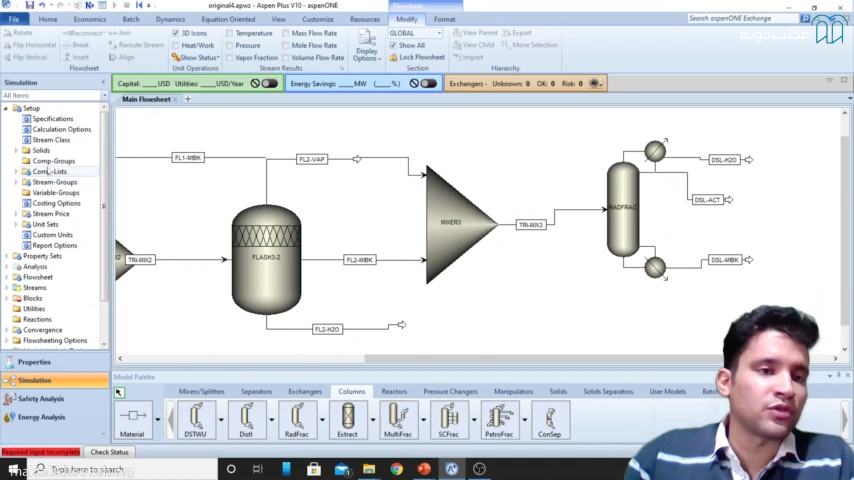 original4.apwz - Aspen Plus V10 - aspenONE
Flowsheet
File
Home
Economics
Batch
Dynamics
Equation Oriented
View
Customize
Resources
Modify
Format
Search aspenONE Exchange
مکتب‌خونه
Rotate
Flip Horizontal
Flip Vertical
Reconnect
Break
Align
Join
Insert
Reroute Stream
Flowsheet
3D Icons
Heat/Work
Show Status
Unit Operations
Temperature
Pressure
Vapor Fraction
Mass Flow Rate
Mole Flow Rate
Volume Flow Rate
Stream Results
Display Options
GLOBAL
Show All
Lock Flowsheet
Section
View Parent
View Child
Import
Export
Move Selection
Hierarchy
Simulation
All Items
Capital: ____USD Utilities: ____USD/Year
Energy Savings: ____MW (____%)
Exchangers - Unknown: 0 OK: 0 Risk: 0
Main Flowsheet
Setup
Specifications
Calculation Options
Stream Class
Solids
Comp-Groups
Comp-Lists
Stream-Groups
Variable-Groups
Costing Options
Stream Price
Unit Sets
Custom Units
Report Options
Property Sets
Analysis
Flowsheet
Streams
Blocks
Utilities
Reactions
Convergence
Flowsheeting Options
FL1-MIBK
FL2-VAP
TRI-MIX2
FLASH3-2
FL2-MIBK
FL2-H2O
MIXER3
TRI-MIX3
RADFRAC
DSL-H2O
DSL-ACT
DSL-MIBK
Properties
Simulation
Safety Analysis
Energy Analysis
Model Palette
Mixers/Splitters
Separators
Exchangers
Columns
Reactors
Pressure Changers
Manipulators
Solids
Solids Separators
User Models
Material
DSTWU
Distl
RadFrac
Extract
MultiFrac
SCFrac
PetroFrac
ConSep
Required Input Incomplete
Check Status
Type here to search